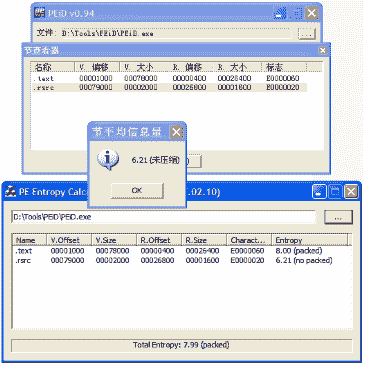 PEiD v0.94
文件: D:\Tools\PEiD\PEiD.exe
...
节查看器
名称 V. 偏移 V. 大小 R. 偏移 R. 大小 标志
.text 00001000 00078000 00000400 00026400 E0000060
.rsrc 00079000 00002000 00026800 00001600 E0000020
节平均信息量
6.21 (未压缩)
OK
PE Entropy Calc
.02.10)
D:\Tools\PEiD\PEiD.exe
...
Name V.Offset V.Size R.Offset R.Size Charact... Entropy
.text 00001000 00078000 00000400 00026400 E0000060 8.00 (packed)
.rsrc 00079000 00002000 00026800 00001600 E0000020 6.21 (no packed)
Total Entropy: 7.99 (packed)